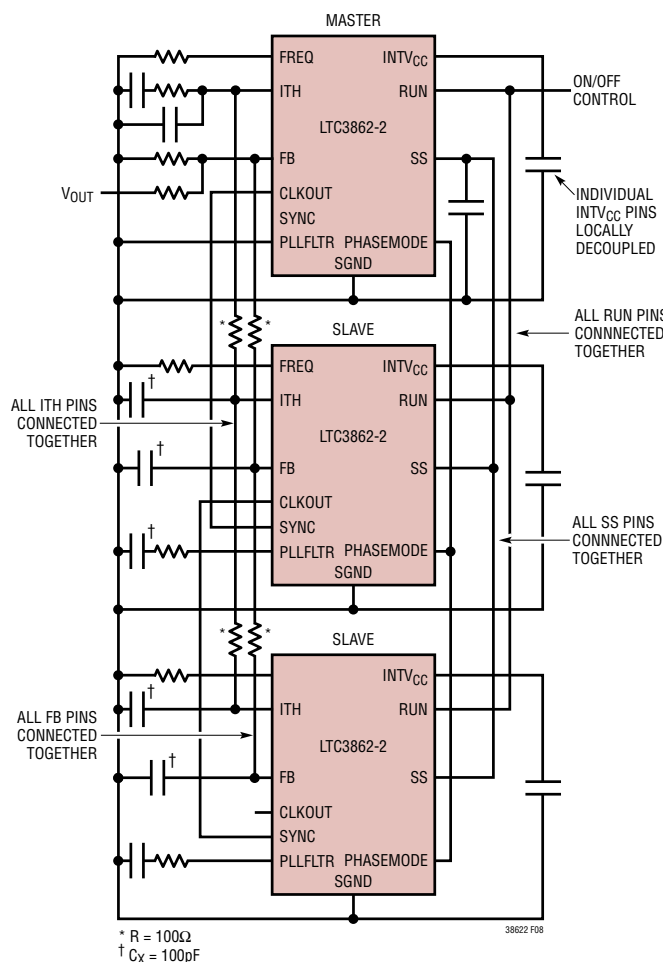 MASTER
FREQ
INTVCC
ITH
RUN
ON/OFF
CONTROL
LTC3862-2
FB
SS
VOUT
CLKOUT
SYNC
PLLFLTR
PHASEMODE
SGND
INDIVIDUAL
INTVCC PINS
LOCALLY
DECOUPLED
* *
ALL RUN PINS
CONNNECTED
TOGETHER
SLAVE
FREQ
INTVCC
†
ITH
RUN
ALL ITH PINS
CONNECTED
TOGETHER
LTC3862-2
†
FB
SS
CLKOUT
SYNC
†
PLLFLTR
PHASEMODE
SGND
ALL SS PINS
CONNNECTED
TOGETHER
* *
SLAVE
INTVCC
†
ITH
RUN
ALL FB PINS
CONNECTED
TOGETHER
LTC3862-2
†
FB
SS
CLKOUT
SYNC
PLLFLTR
PHASEMODE
SGND
* R = 100Ω
† CX = 100pF
38622 F08